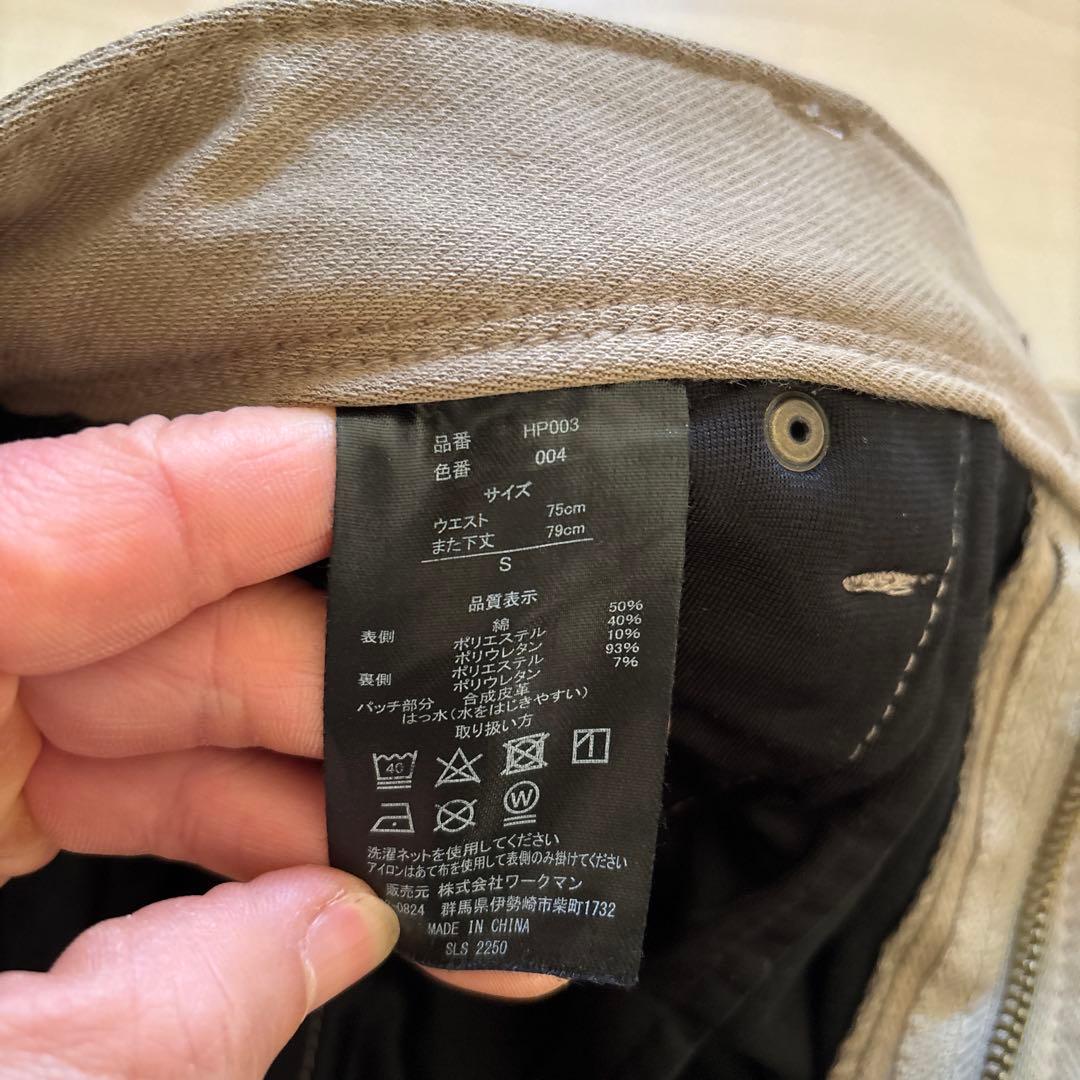 品番 HP003
色番 004
サイズ
ウエスト 75cm
また下丈 79cm
S
品質表示
表側 綿 50%
ポリエステル 40%
ポリウレタン 10%
裏側 ポリエステル 93%
ポリウレタン 7%
パッチ部分 合成皮革
はっ水(水をはじきやすい)
取り扱い方
40
W
洗濯ネットを使用してください
アイロンはあて布を使用して表側のみ掛けてください
販売元 株式会社ワークマン
0824 群馬県伊勢崎市柴町1732
MADE IN CHINA
SLS 2250